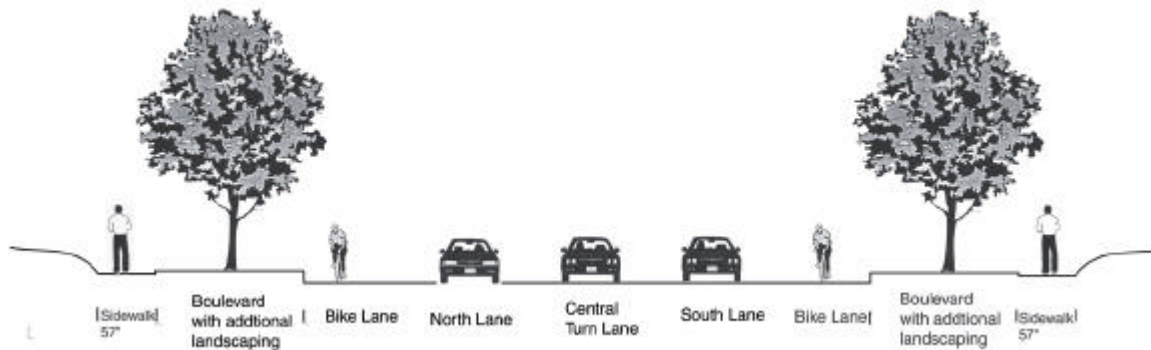 Sidewalk
57"
Boulevard
with addtional
landscaping
Bike Lane
North Lane
Central
Turn Lane
South Lane
Bike Lane
Boulevard
with addtional
landscaping
Sidewalk
57"